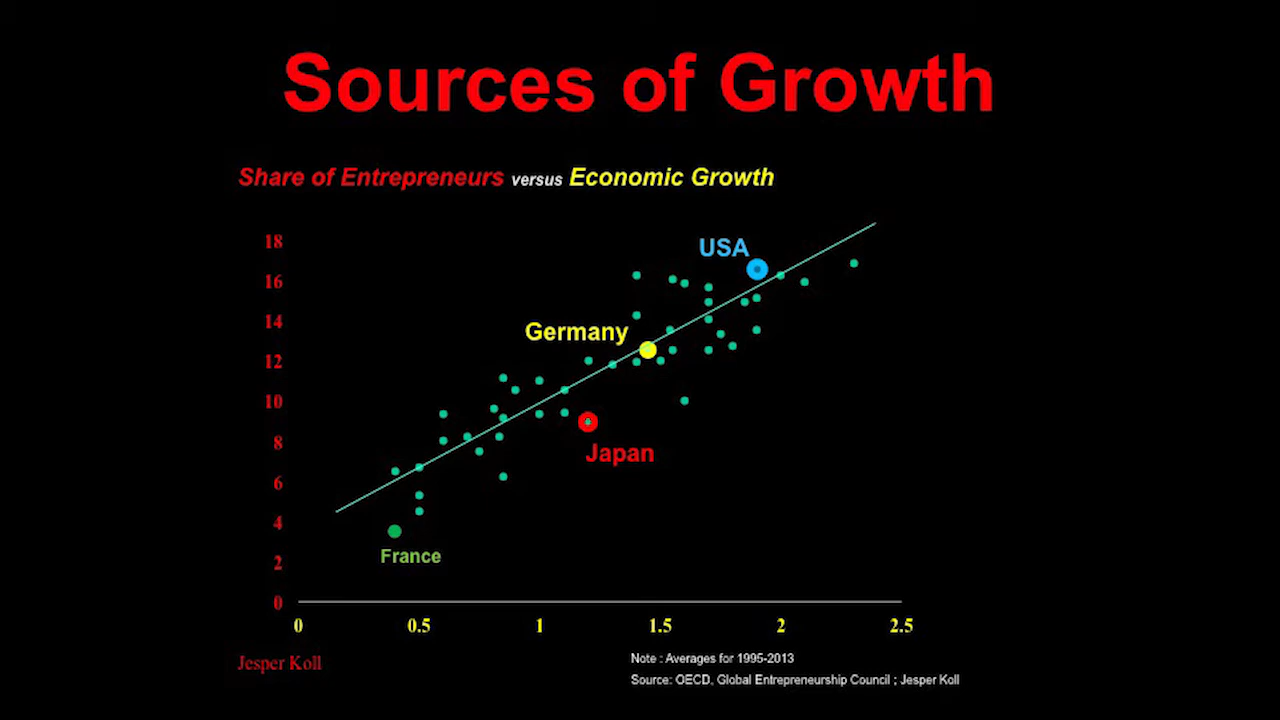 Sources of Growth
Share of Entrepreneurs versus Economic Growth
18
16
14
12
10
8
6
4
2
0
USA
Germany
Japan
France
0 0.5 1 1.5 2 2.5
Jesper Koll
Note : Averages for 1995-2013
Source: OECD, Global Entrepreneurship Council ; Jesper Koll